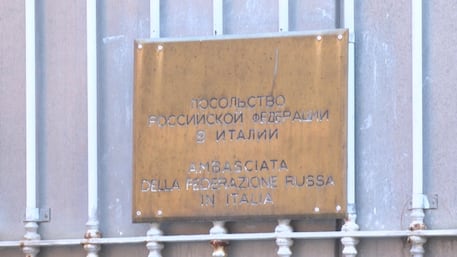 ПОСОЛЬСТВО
РОССИЙСКОЙ ФЕДЕРАЦИИ
В ИТАЛИИ
AMBASCIATA
DELLA FEDERAZIONE RUSSA
IN ITALIA